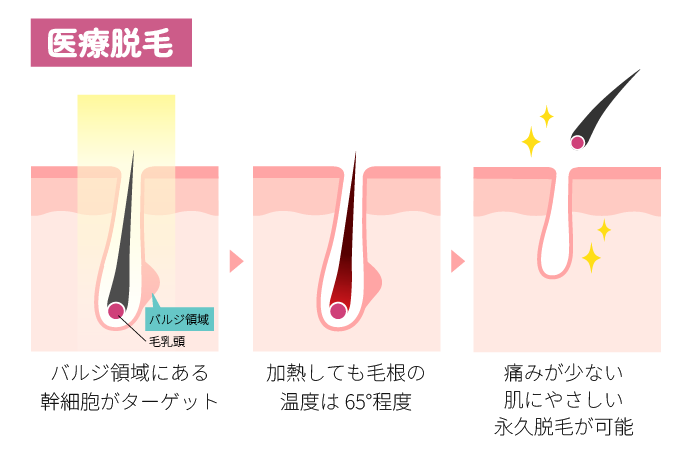 医療脱毛
バルジ領域
毛乳頭
バルジ領域にある
幹細胞がターゲット
加熱しても毛根の
温度は 65°程度
痛みが少ない
肌にやさしい
永久脱毛が可能